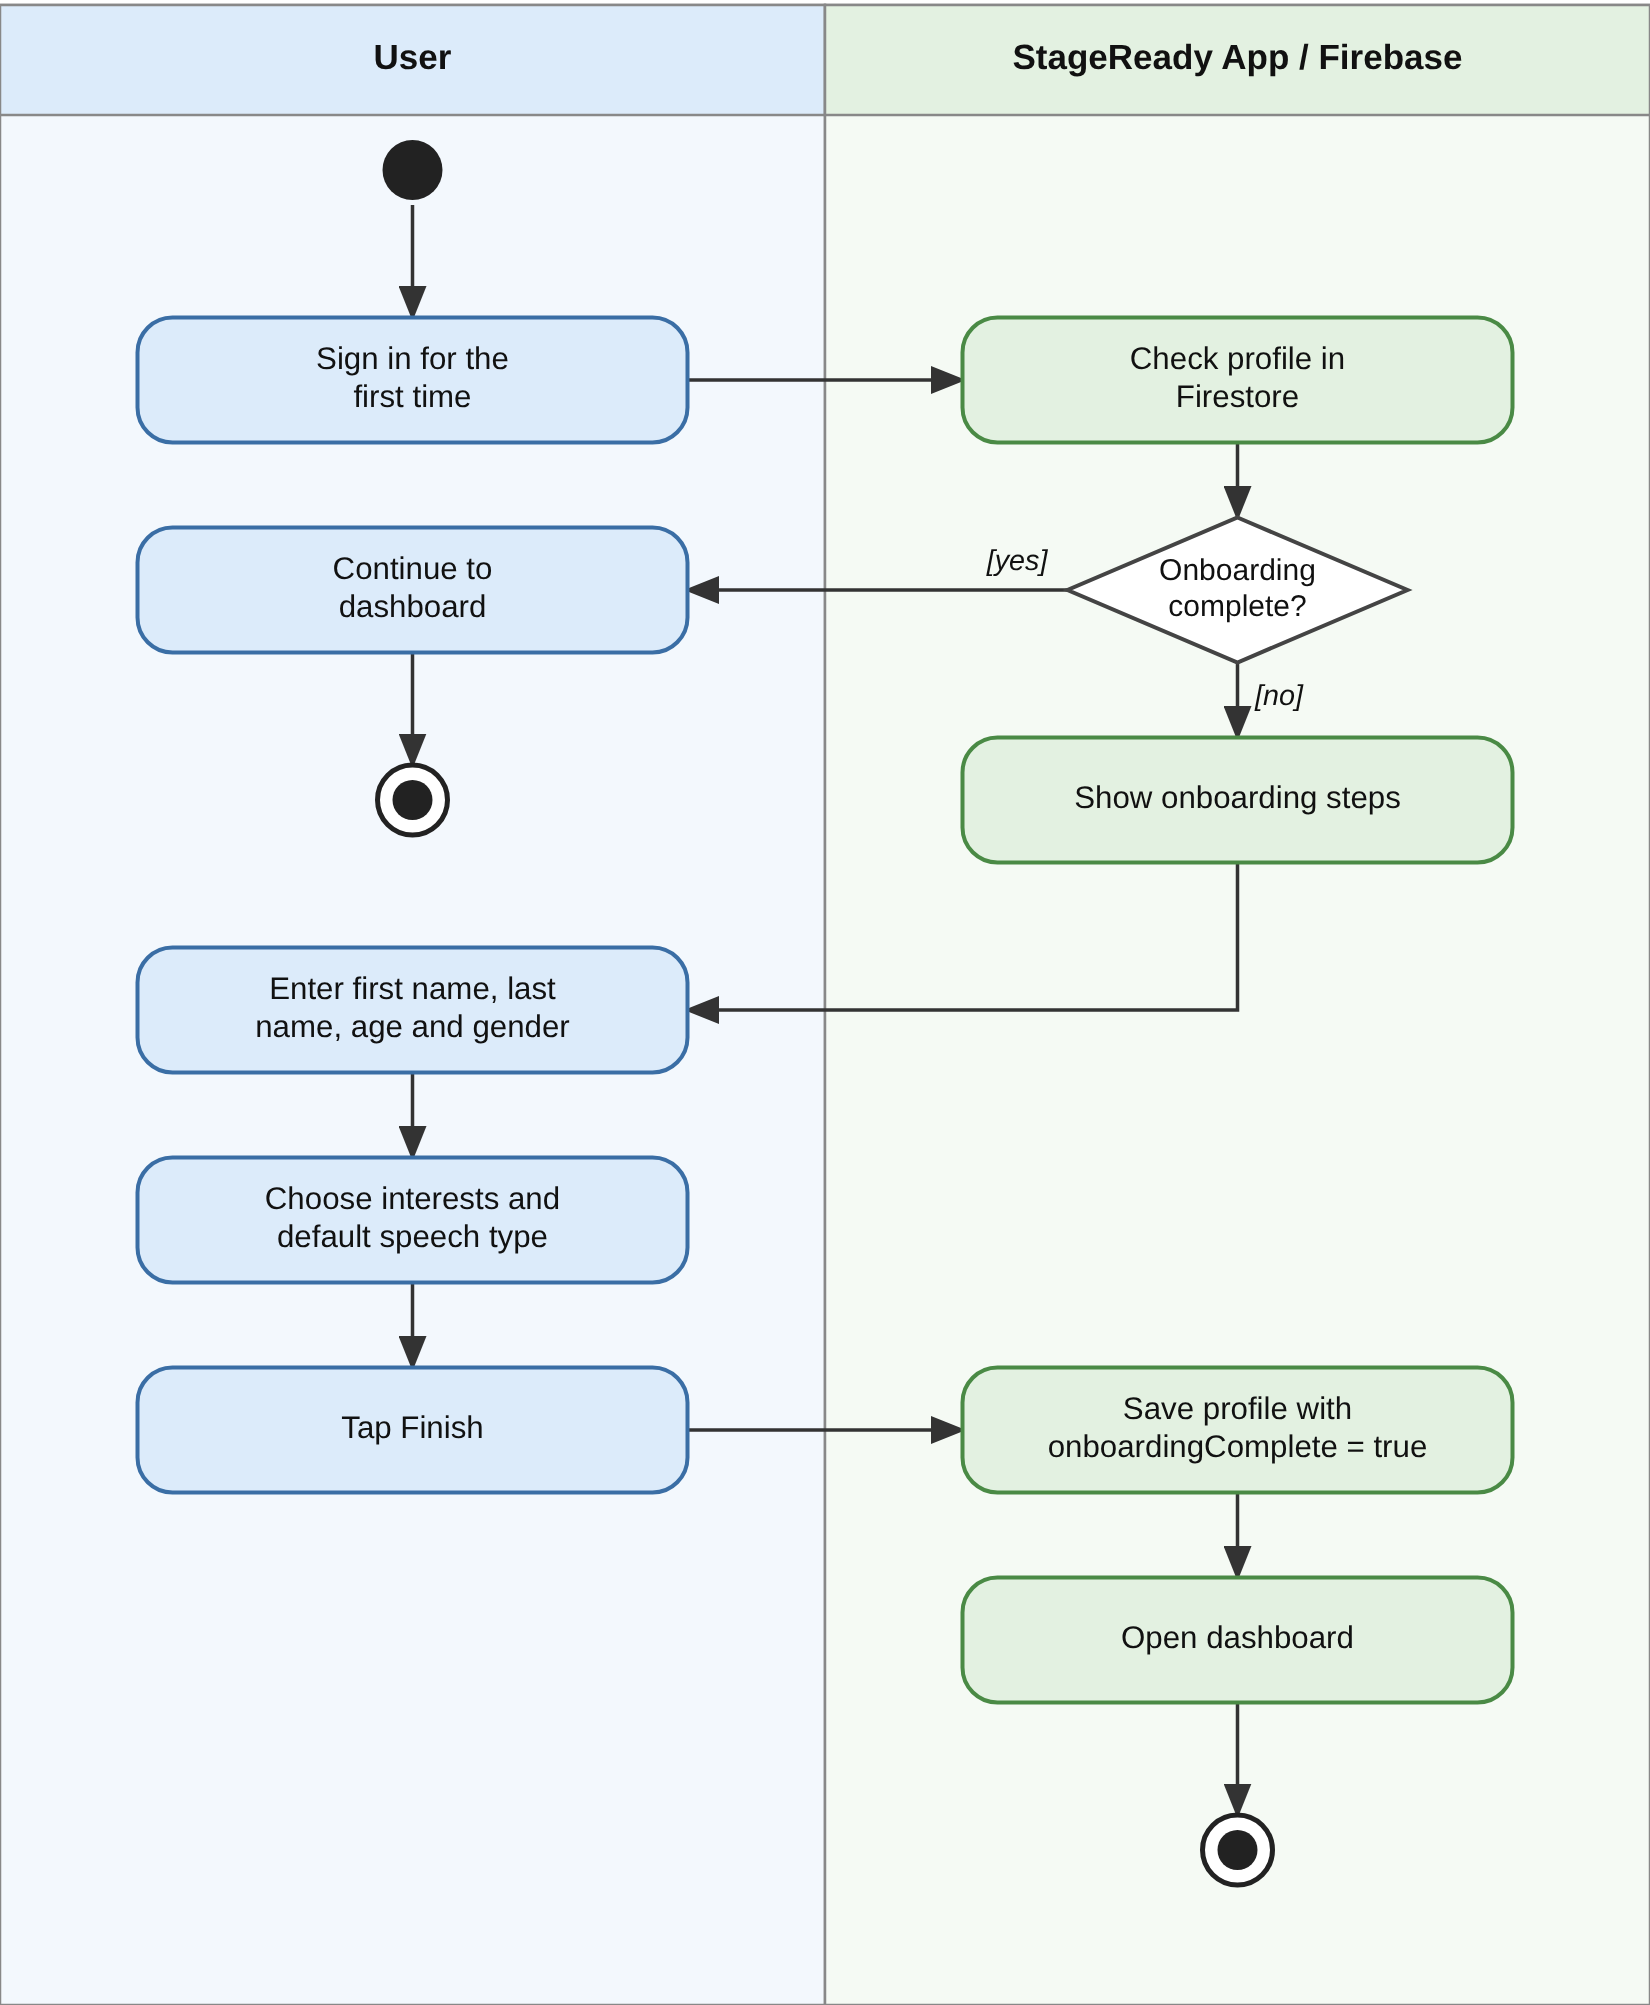 User
StageReady App / Firebase
Sign in for the
first time
Check profile in
Firestore
Continue to
dashboard
[yes]
Onboarding
complete?
[no]
Show onboarding steps
Enter first name, last
name, age and gender
Choose interests and
default speech type
Tap Finish
Save profile with
onboardingComplete = true
Open dashboard